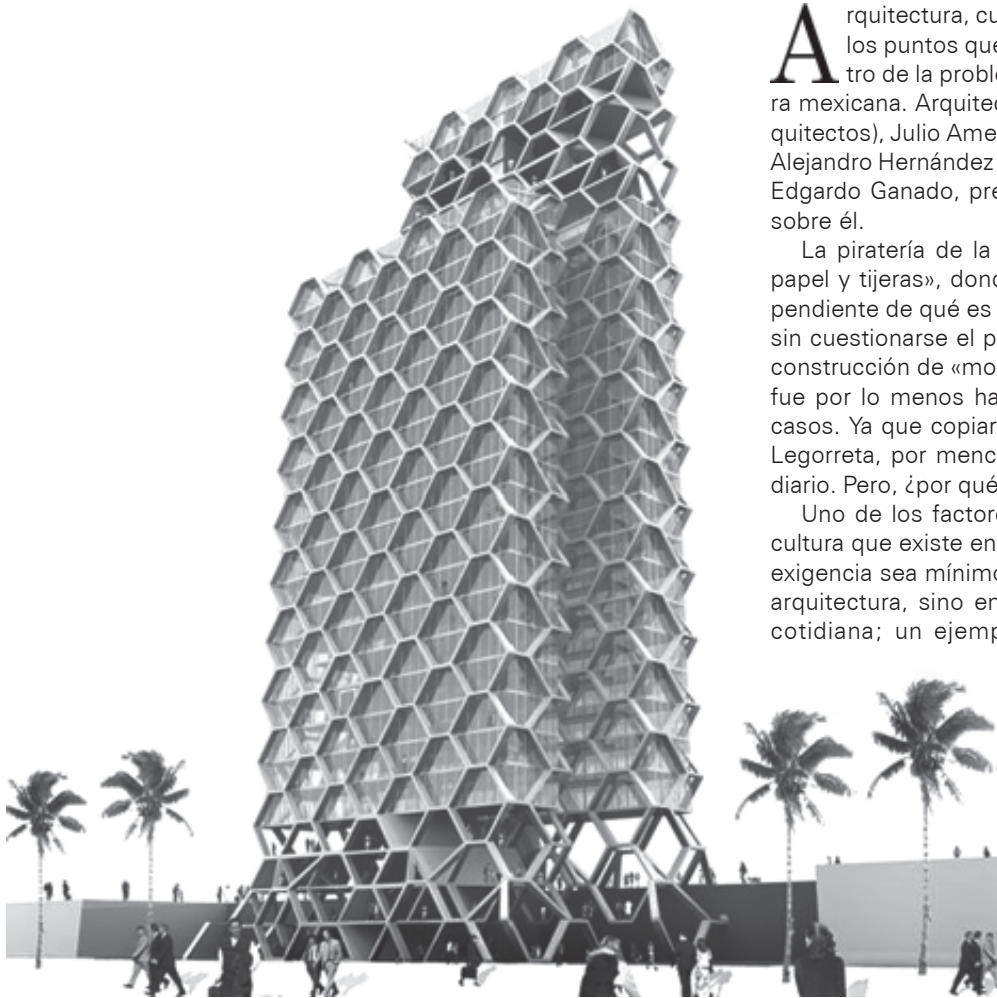 Arquitectura, cu
los puntos que
tro de la proble
ra mexicana. Arquitec
quitectos), Julio Ame
Alejandro Hernández
Edgardo Ganado, pre
sobre él.
La piratería de la
papel y tijeras», dond
pendiente de qué es
sin cuestionarse el p
construcción de «mo
fue por lo menos ha
casos. Ya que copiar
Legorreta, por menc
diario. Pero, ¿por qué
Uno de los factore
cultura que existe en
exigencia sea mínimo
arquitectura, sino en
cotidiana; un ejemp